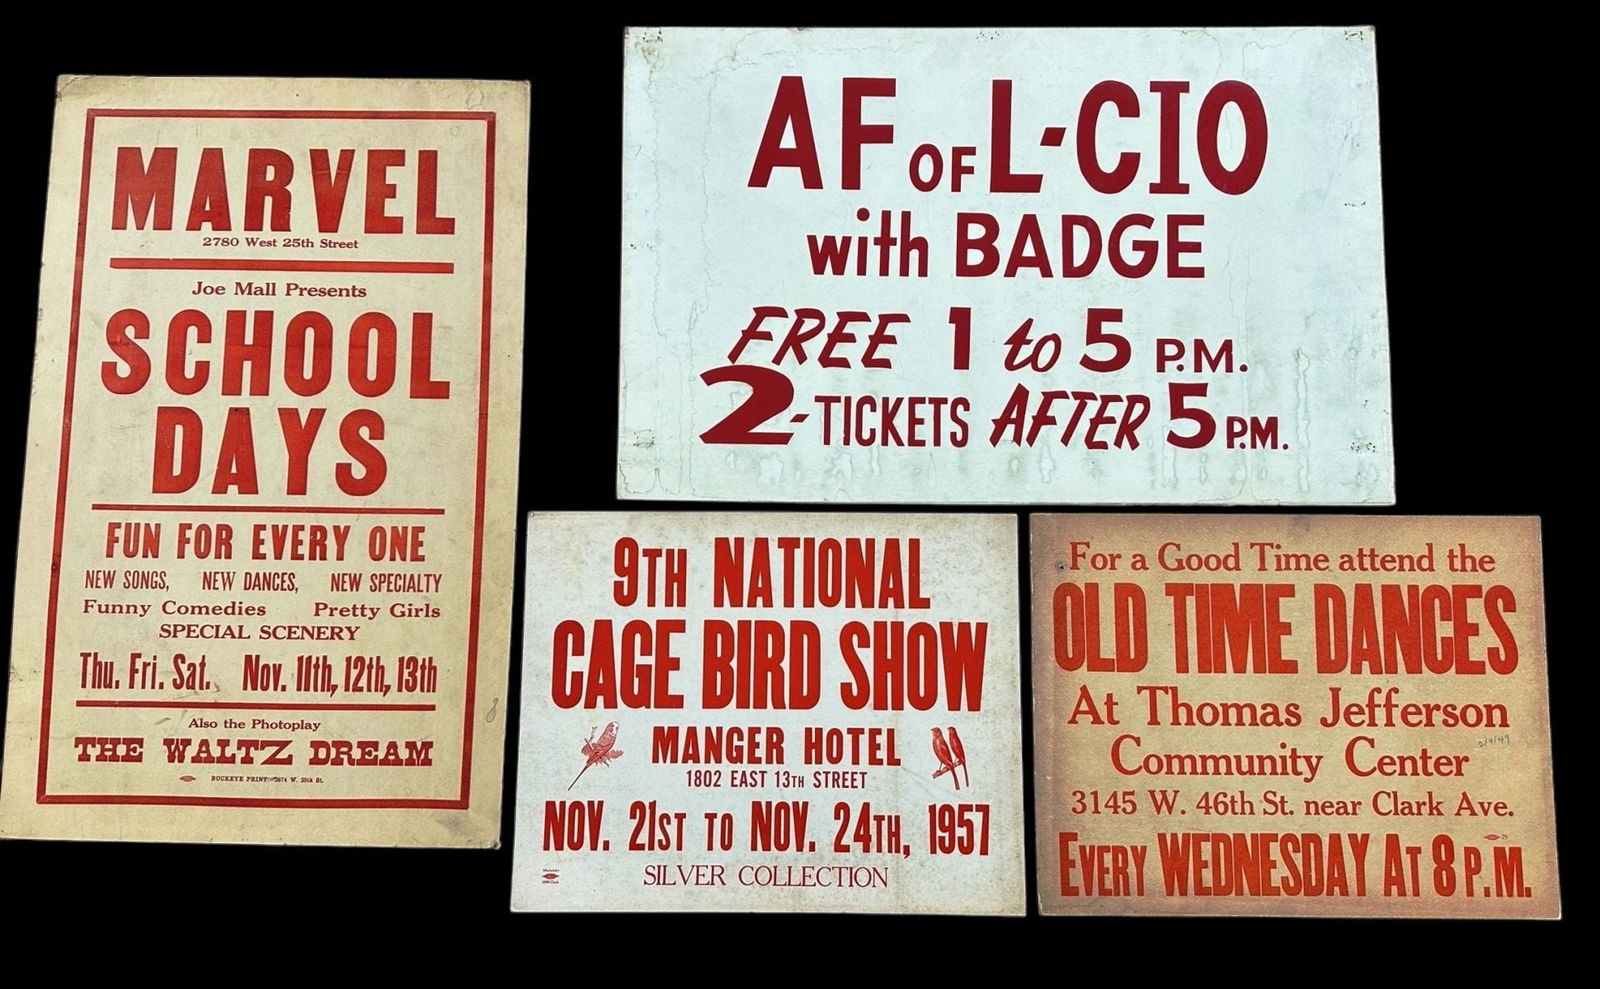 MARVEL
2780 West 25th Street
Joe Mall Presents
SCHOOL
DAYS
FUN FOR EVERY ONE
NEW SONGS, NEW DANCES, NEW SPECIALTY
Funny Comedies Pretty Girls
SPECIAL SCENERY
Thu. Fri. Sat. Nov. 11th, 12th, 13th
Also the Photoplay
THE WALTZ DREAM
BUCKEYE PRINT
W. 25th St.
AF OF L-CIO
with BADGE
FREE 1 to 5 P.M.
2-TICKETS AFTER 5 P.M.
9TH NATIONAL
CAGE BIRD SHOW
MANGER HOTEL
1802 EAST 13TH STREET
NOV. 21ST TO NOV. 24TH, 1957
SILVER COLLECTION
For a Good Time attend the
OLD TIME DANCES
At Thomas Jefferson
Community Center
3145 W. 46th St. near Clark Ave.
EVERY WEDNESDAY AT 8 P.M.